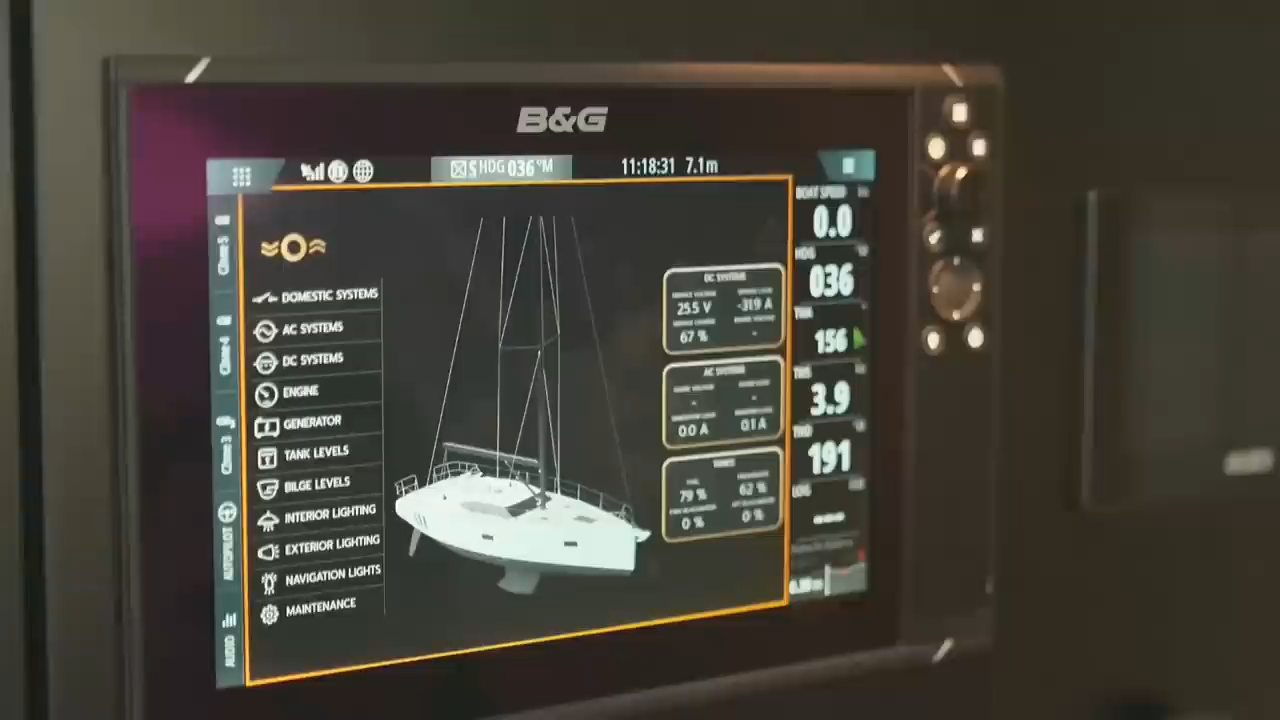 B&G
S HDG 036 °M
11:18:31 7.1m
DOMESTIC SYSTEMS
AC SYSTEMS
DC SYSTEMS
ENGINE
GENERATOR
TANK LEVELS
BILGE LEVELS
INTERIOR LIGHTING
EXTERIOR LIGHTING
NAVIGATION LIGHTS
MAINTENANCE
AUTOPILOT
AUDIO
DC SYSTEMS
25.5 V -31.9 A
67 % -
AC SYSTEMS
- -
0.0 A 0.1 A
79 % 62 %
0 % 0 %
BOAT SPEED
0.0
HDG
036
156
TWS
3.9
191
LOG